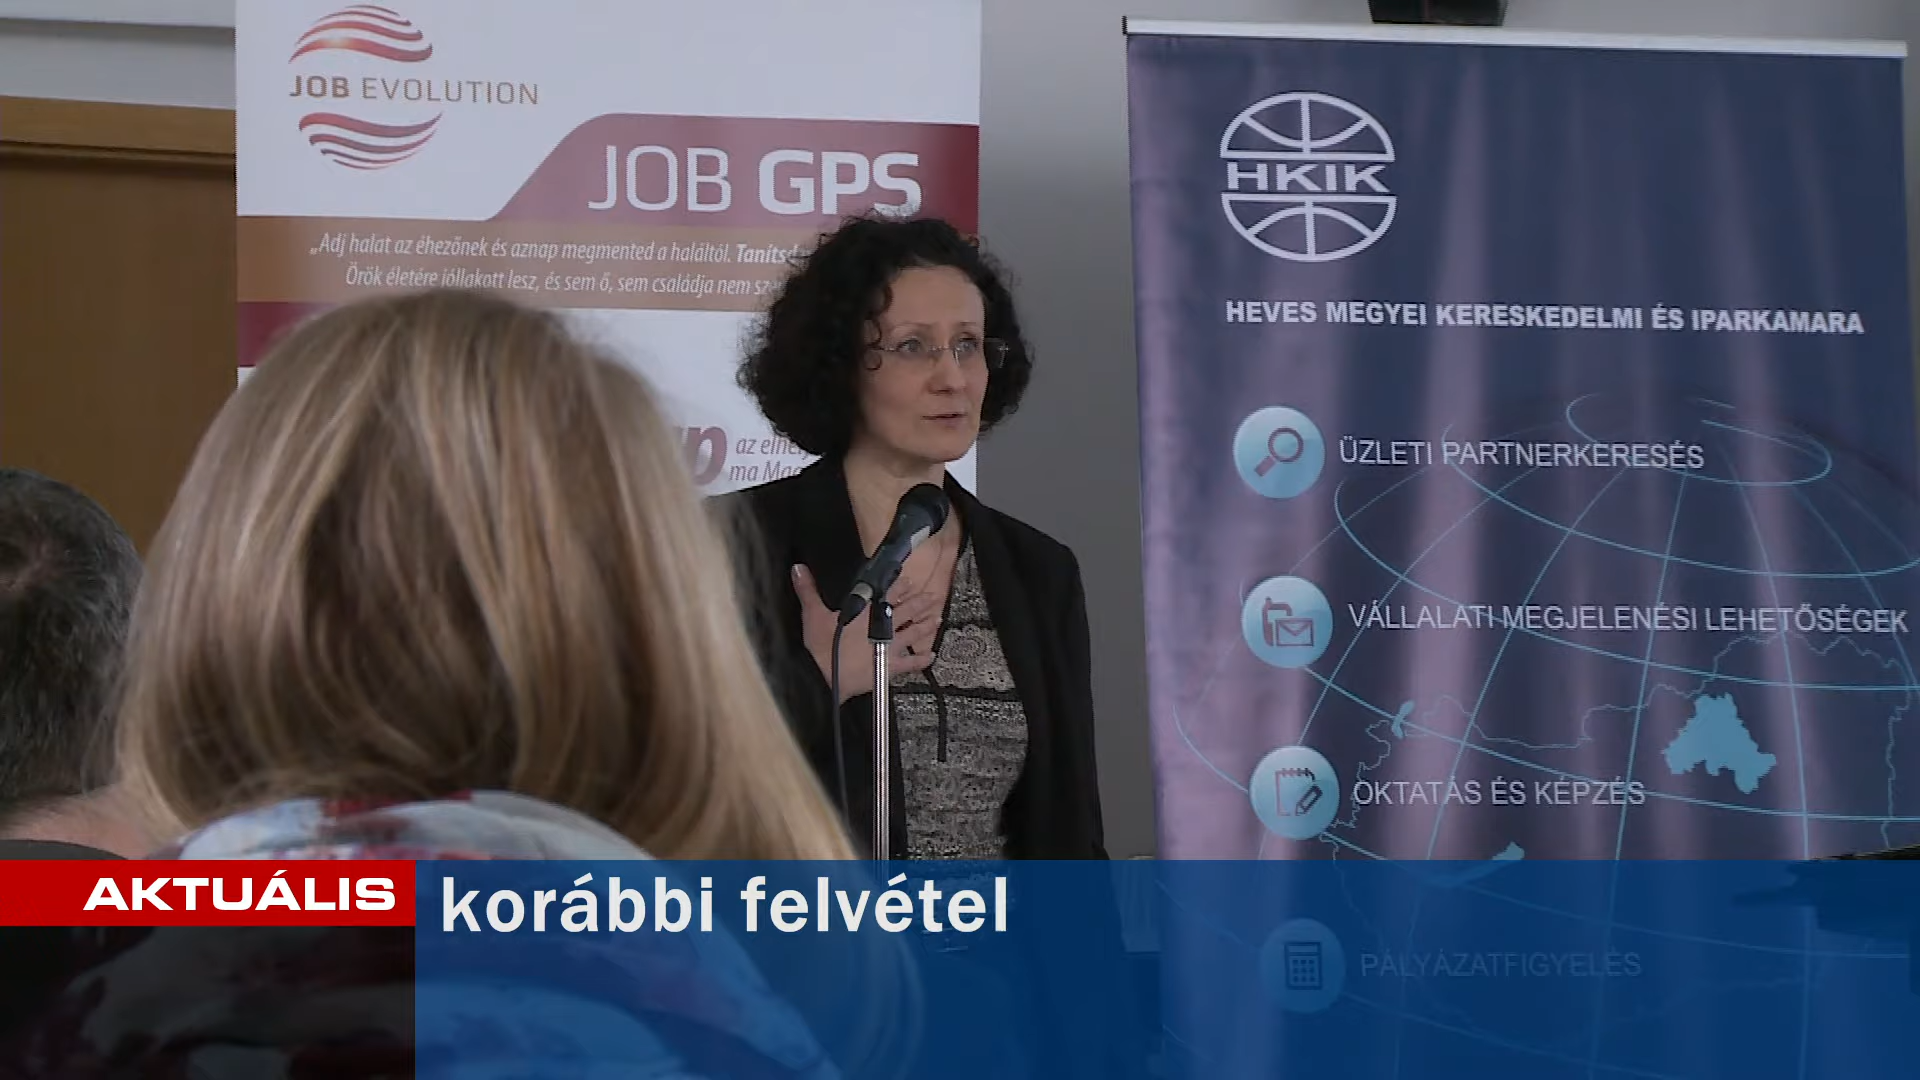 JOB EVOLUTION
JOB GPS
„Adj halat az éhezőnek és aznap megmented a haláltól.
Örök életére jóllakott lesz, és sem ő, sem családja nem
az
ma
HKIK
HEVES MEGYEI KERESKEDELMI ÉS IPARKAMARA
ÜZLETI PARTNERKERESÉS
VÁLLALATI MEGJELENÉSI LEHETŐSÉGEK
OKTATÁS ÉS KÉPZÉS
PÁLYÁZATFIGYELÉS
AKTUÁLIS
korábbi felvétel